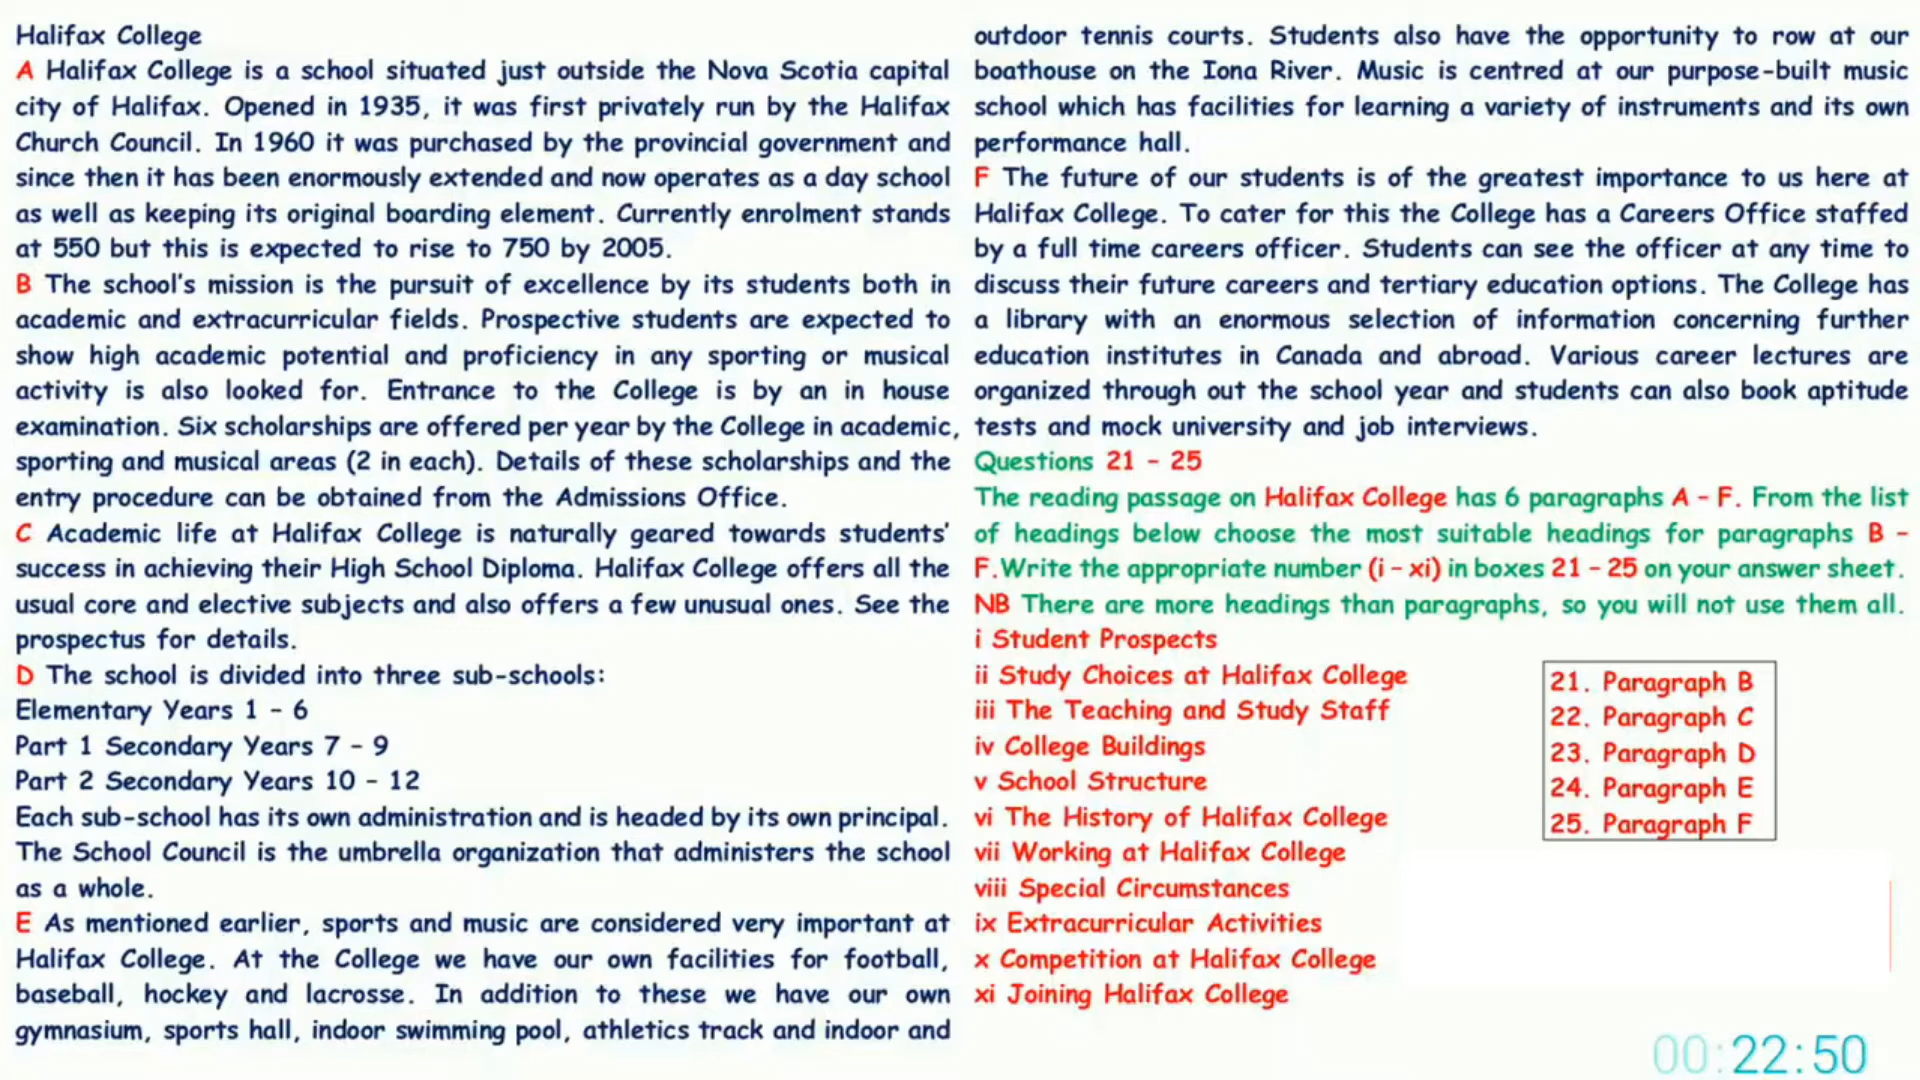 Halifax College
A Halifax College is a school situated just outside the Nova Scotia capital
city of Halifax. Opened in 1935, it was first privately run by the Halifax
Church Council. In 1960 it was purchased by the provincial government and
since then it has been enormously extended and now operates as a day school
as well as keeping its original boarding element. Currently enrolment stands
at 550 but this is expected to rise to 750 by 2005.
B The school's mission is the pursuit of excellence by its students both in
academic and extracurricular fields. Prospective students are expected to
show high academic potential and proficiency in any sporting or musical
activity is also looked for. Entrance to the College is by an in house
examination. Six scholarships are offered per year by the College in academic,
sporting and musical areas (2 in each). Details of these scholarships and the
entry procedure can be obtained from the Admissions Office.
C Academic life at Halifax College is naturally geared towards students'
success in achieving their High School Diploma. Halifax College offers all the
usual core and elective subjects and also offers a few unusual ones. See the
prospectus for details.
D The school is divided into three sub-schools:
Elementary Years 1 - 6
Part 1 Secondary Years 7 - 9
Part 2 Secondary Years 10 - 12
Each sub-school has its own administration and is headed by its own principal.
The School Council is the umbrella organization that administers the school
as a whole.
E As mentioned earlier, sports and music are considered very important at
Halifax College. At the College we have our own facilities for football,
baseball, hockey and lacrosse. In addition to these we have our own
gymnasium, sports hall, indoor swimming pool, athletics track and indoor and
outdoor tennis courts. Students also have the opportunity to row at our
boathouse on the Iona River. Music is centred at our purpose-built music
school which has facilities for learning a variety of instruments and its own
performance hall.
F The future of our students is of the greatest importance to us here at
Halifax College. To cater for this the College has a Careers Office staffed
by a full time careers officer. Students can see the officer at any time to
discuss their future careers and tertiary education options. The College has
a library with an enormous selection of information concerning further
education institutes in Canada and abroad. Various career lectures are
organized through out the school year and students can also book aptitude
tests and mock university and job interviews.
Questions 21 - 25
The reading passage on Halifax College has 6 paragraphs A - F. From the list
of headings below choose the most suitable headings for paragraphs B -
F.Write the appropriate number (i - xi) in boxes 21 - 25 on your answer sheet.
NB There are more headings than paragraphs, so you will not use them all.
i Student Prospects
ii Study Choices at Halifax College
iii The Teaching and Study Staff
iv College Buildings
v School Structure
vi The History of Halifax College
vii Working at Halifax College
viii Special Circumstances
ix Extracurricular Activities
x Competition at Halifax College
xi Joining Halifax College
21. Paragraph B
22. Paragraph C
23. Paragraph D
24. Paragraph E
25. Paragraph F
00:22:50